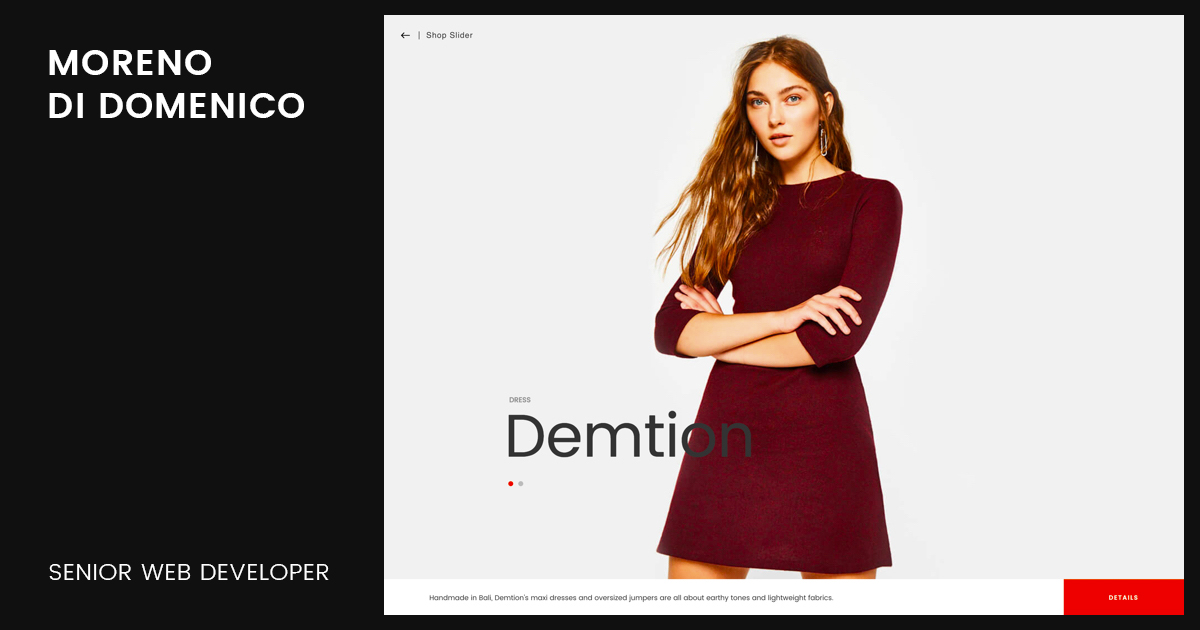 MORENO
DI DOMENICO
SENIOR WEB DEVELOPER
← | Shop Slider
DRESS
Demtion
Handmade in Bali, Demtion's maxi dresses and oversized jumpers are all about earthy tones and lightweight fabrics.
DETAILS